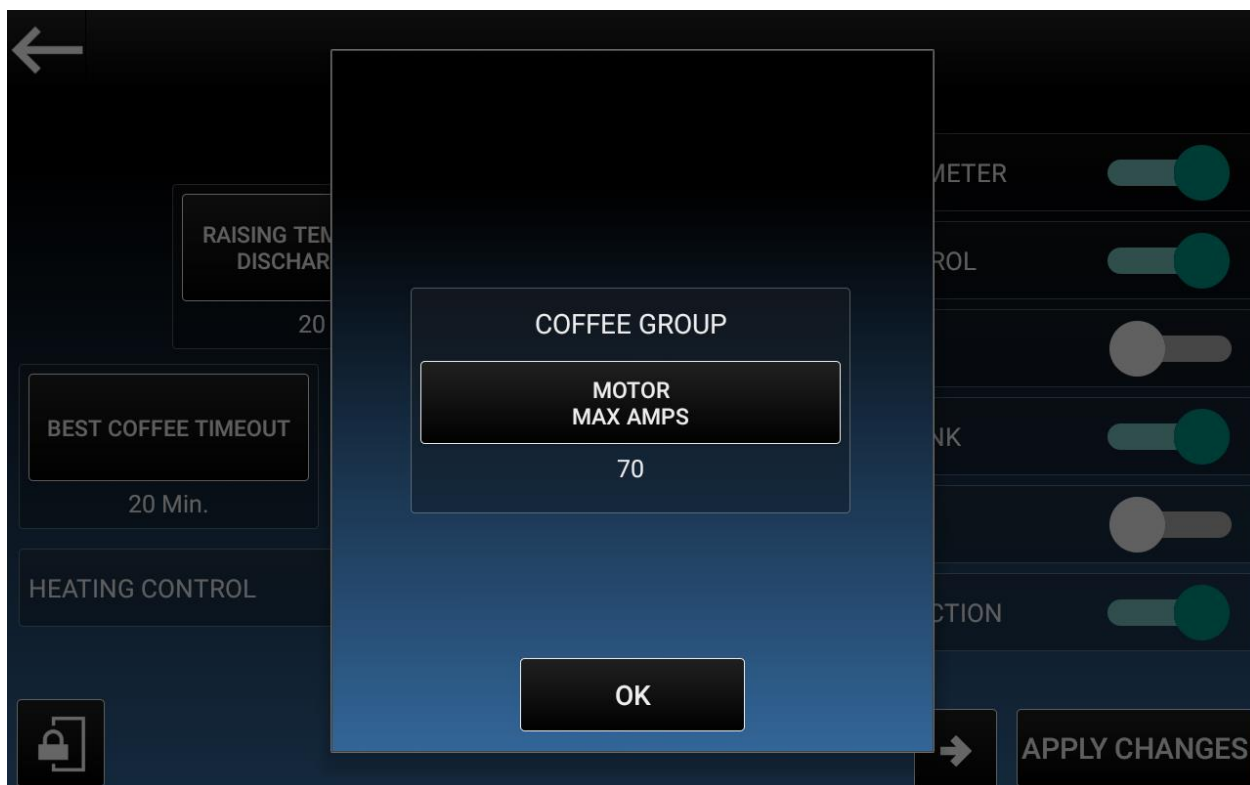 METER
RAISING TEM
DISCHAR
ROL
20
COFFEE GROUP
MOTOR
MAX AMPS
BEST COFFEE TIMEOUT
NK
70
20 Min.
HEATING CONTROL
CTION
OK
APPLY CHANGES